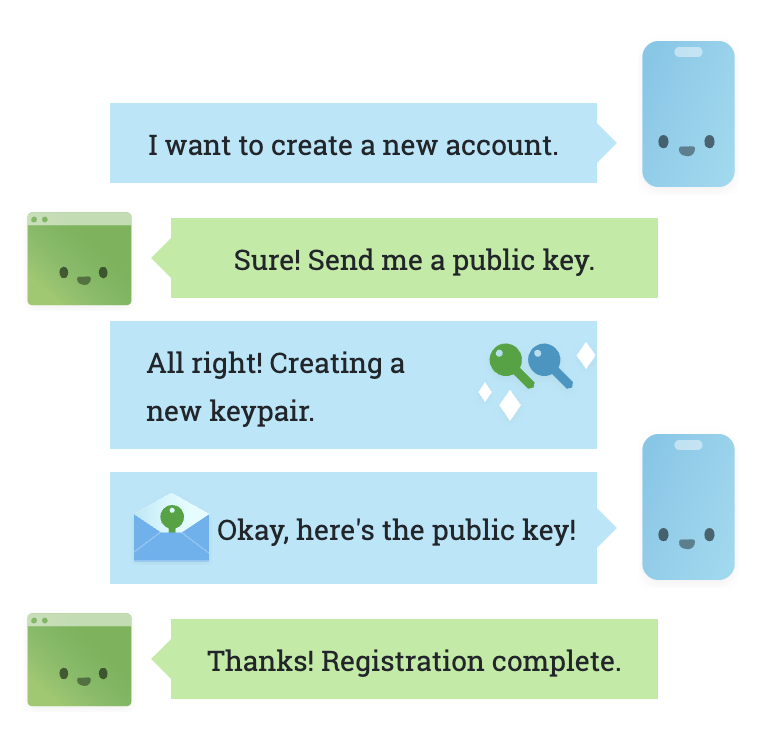 I want to create a new account.
Sure! Send me a public key.
All right! Creating a
new keypair.
Okay, here's the public key!
Thanks! Registration complete.